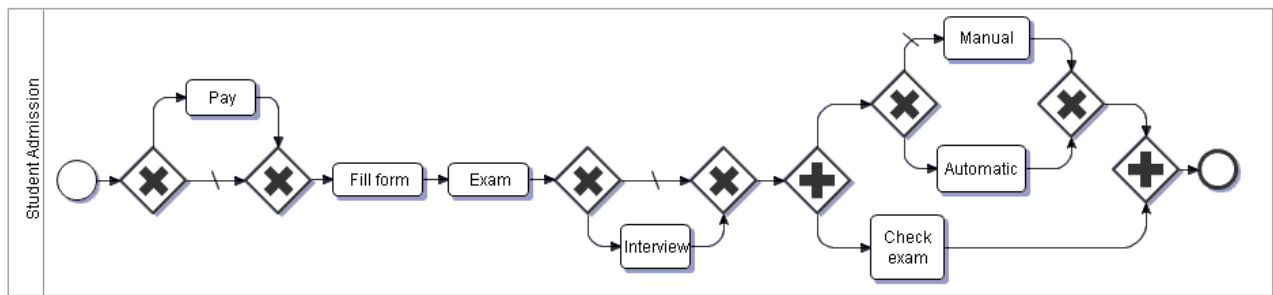 Student Admission
Pay
Fill form
Exam
Interview
Manual
Automatic
Check
exam